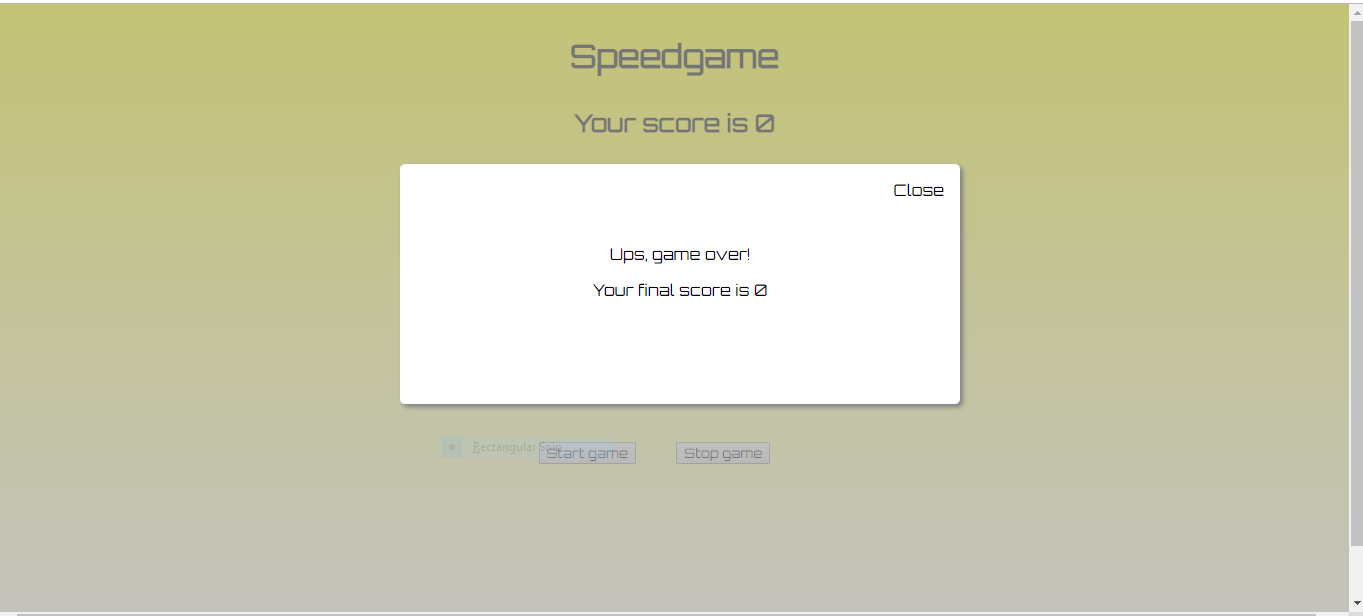 Speedgame
Your score is 0
Close
Ups, game over!
Your final score is 0
Rectangular Snip
Start game
Stop game